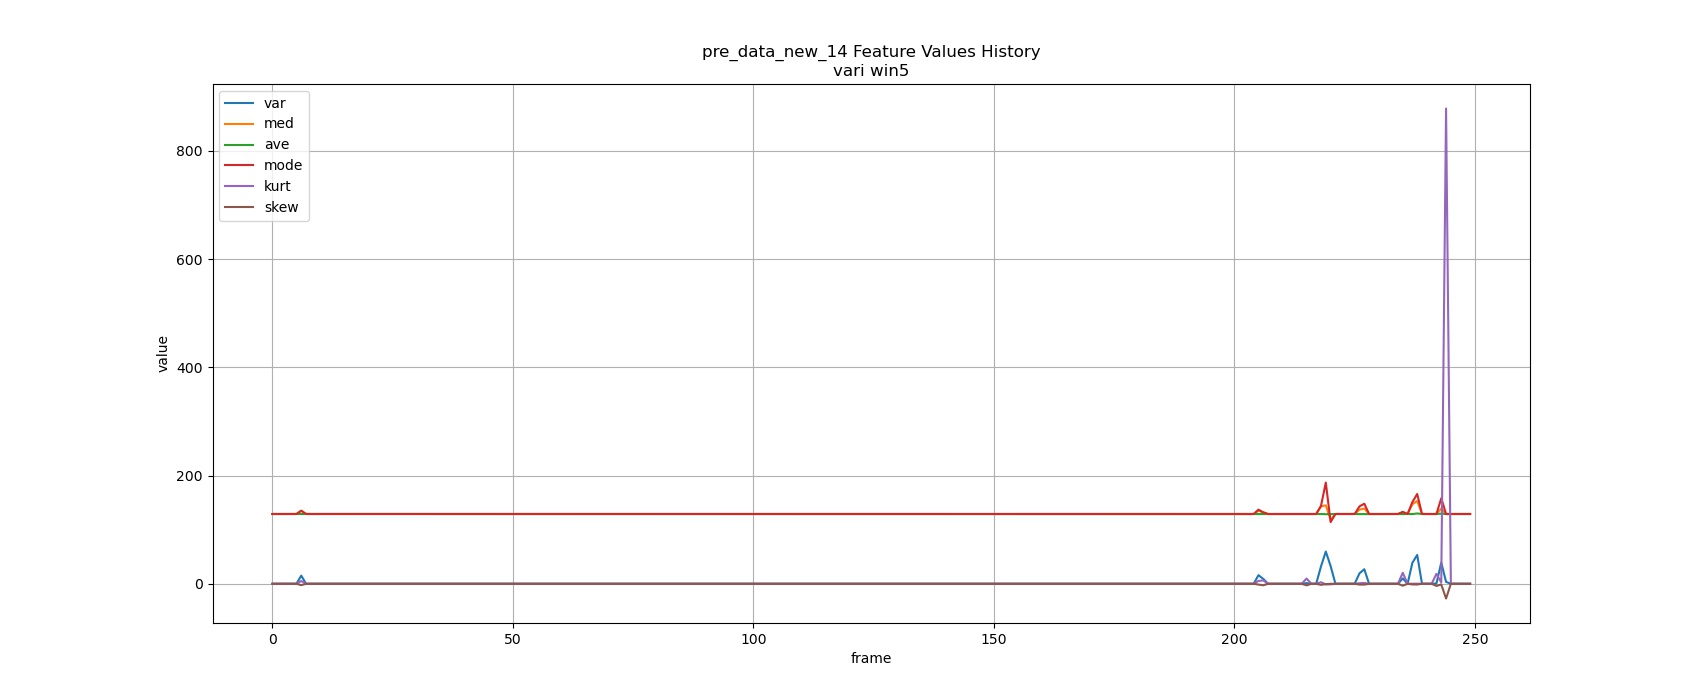 pre_data_new_14 Feature Values History
vari win5
var
med
ave
mode
kurt
skew
800
600
400
200
0
value
0 50 100 150 200 250
frame